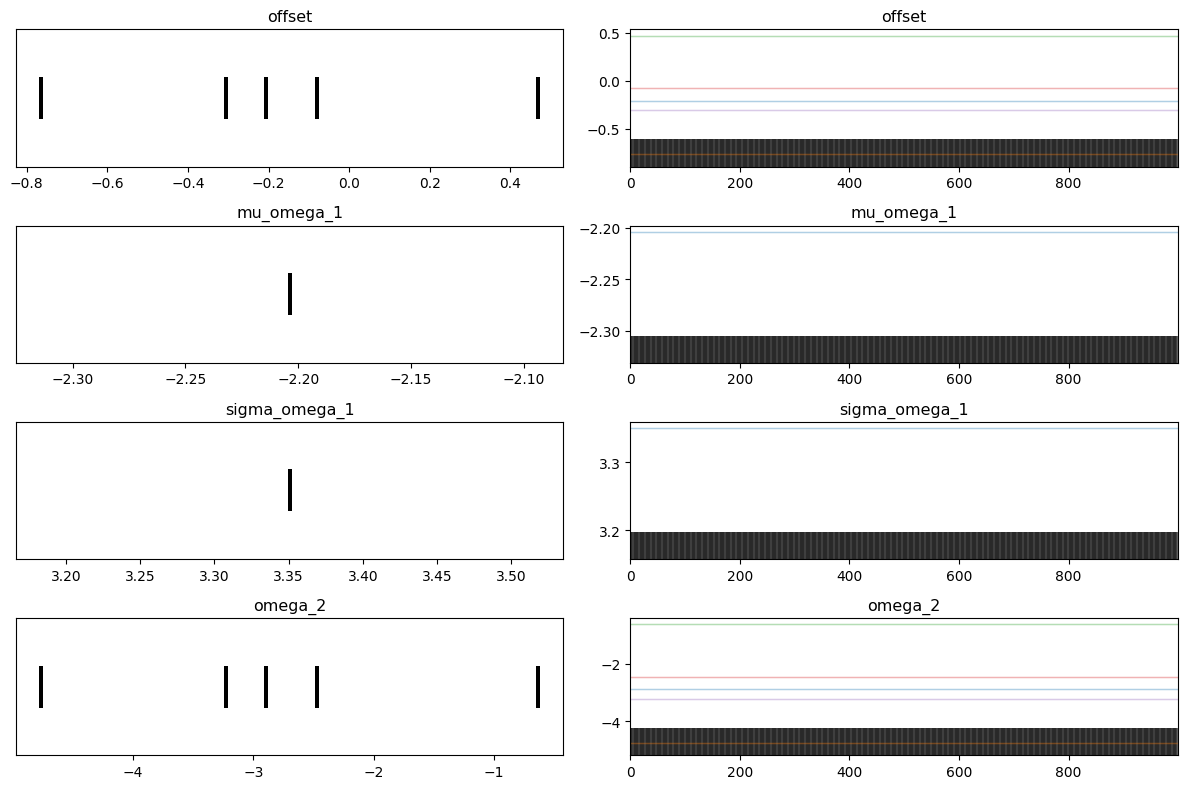 offset offset
0.5
0.0
−0.5
−0.8 −0.6 −0.4 −0.2 0.0 0.2 0.4 0 200 400 600 800
mu_omega_1 mu_omega_1
−2.20
−2.25
−2.30
−2.30 −2.25 −2.20 −2.15 −2.10 0 200 400 600 800
sigma_omega_1 sigma_omega_1
3.3
3.2
3.20 3.25 3.30 3.35 3.40 3.45 3.50 0 200 400 600 800
omega_2 omega_2
−2
−4
−4 −3 −2 −1 0 200 400 600 800